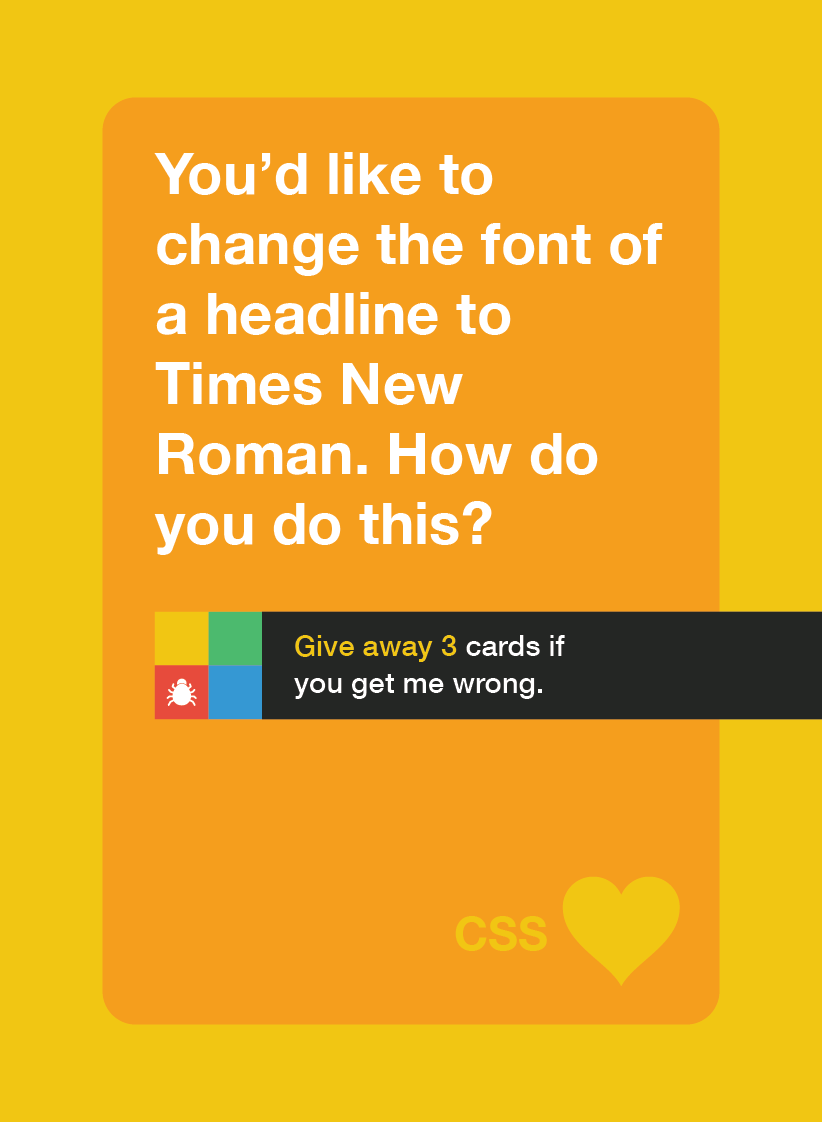 You’d like to
change the font of
a headline to
Times New
Roman. How do
you do this?
Give away 3 cards if
you get me wrong.
CSS